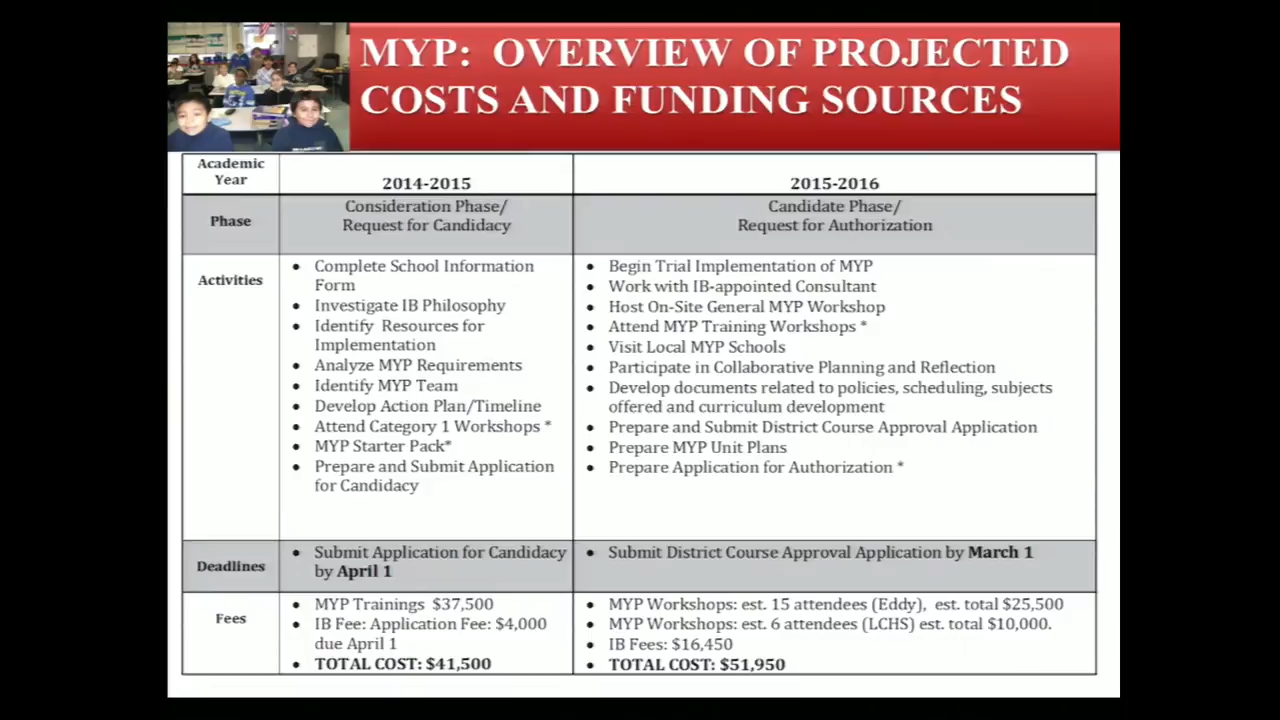 MYP: OVERVIEW OF PROJECTED
COSTS AND FUNDING SOURCES
Academic
Year
2014-2015
2015-2016
Phase
Consideration Phase/
Request for Candidacy
Candidate Phase/
Request for Authorization
Activities
• Complete School Information
Form
• Investigate IB Philosophy
• Identify Resources for
Implementation
• Analyze MYP Requirements
• Identify MYP Team
• Develop Action Plan/Timeline
• Attend Category 1 Workshops *
• MYP Starter Pack*
• Prepare and Submit Application
for Candidacy
• Begin Trial Implementation of MYP
• Work with IB-appointed Consultant
• Host On-Site General MYP Workshop
• Attend MYP Training Workshops *
• Visit Local MYP Schools
• Participate in Collaborative Planning and Reflection
• Develop documents related to policies, scheduling, subjects
offered and curriculum development
• Prepare and Submit District Course Approval Application
• Prepare MYP Unit Plans
• Prepare Application for Authorization *
Deadlines
• Submit Application for Candidacy
by April 1
• Submit District Course Approval Application by March 1
Fees
• MYP Trainings $37,500
• IB Fee: Application Fee: $4,000
due April 1
• TOTAL COST: $41,500
• MYP Workshops: est. 15 attendees (Eddy), est. total $25,500
• MYP Workshops: est. 6 attendees (LCHS) est. total $10,000.
• IB Fees: $16,450
• TOTAL COST: $51,950